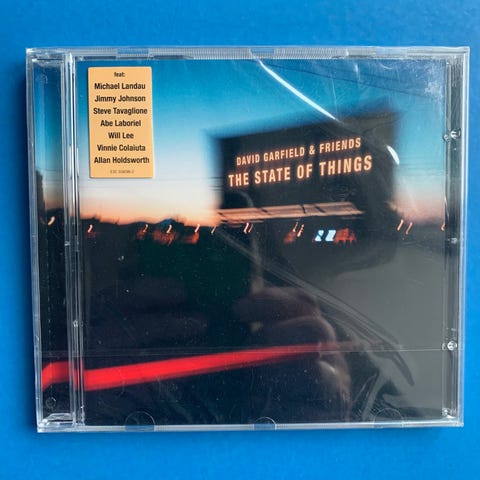 feat:
Michael Landau
Jimmy Johnson
Steve Tavaglione
Abe Laboriel
Will Lee
Vinnie Colaiuta
Allan Holdsworth
DAVID GARFIELD & FRIENDS
THE STATE OF THINGS